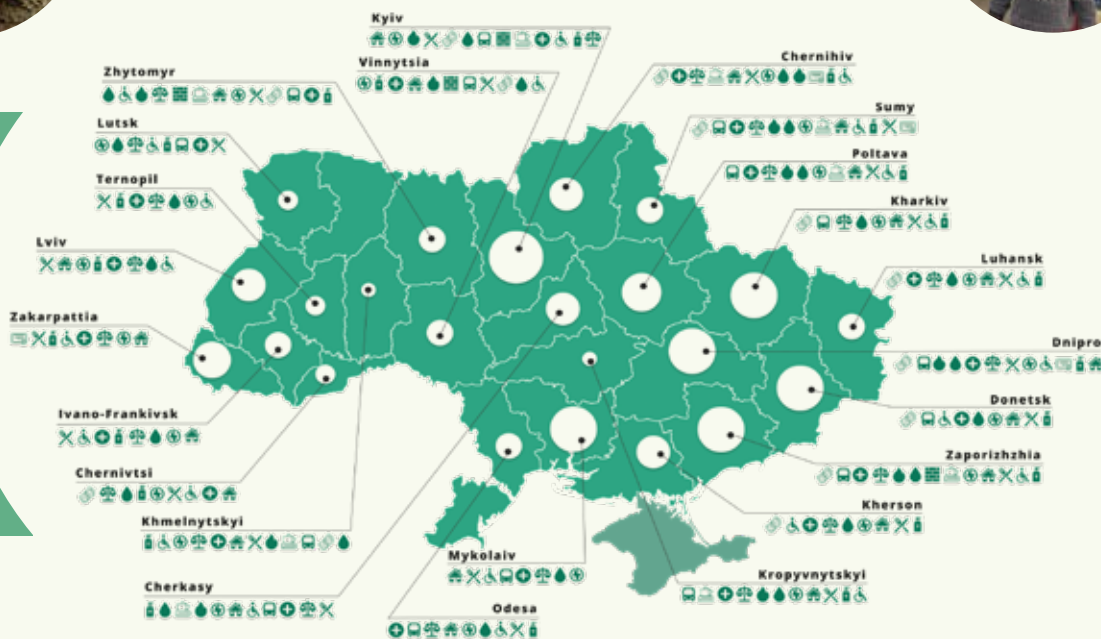 Kyiv
Vinnytsia
Chernihiv
Zhytomyr
Sumy
Lutsk
Poltava
Ternopil
Kharkiv
Lviv
Luhansk
Zakarpattia
Dnipro
Donetsk
Ivano-Frankivsk
Zaporizhzhia
Chernivtsi
Kherson
Khmelnytskyi
Mykolaiv
Kropyvnytskyi
Cherkasy
Odesa